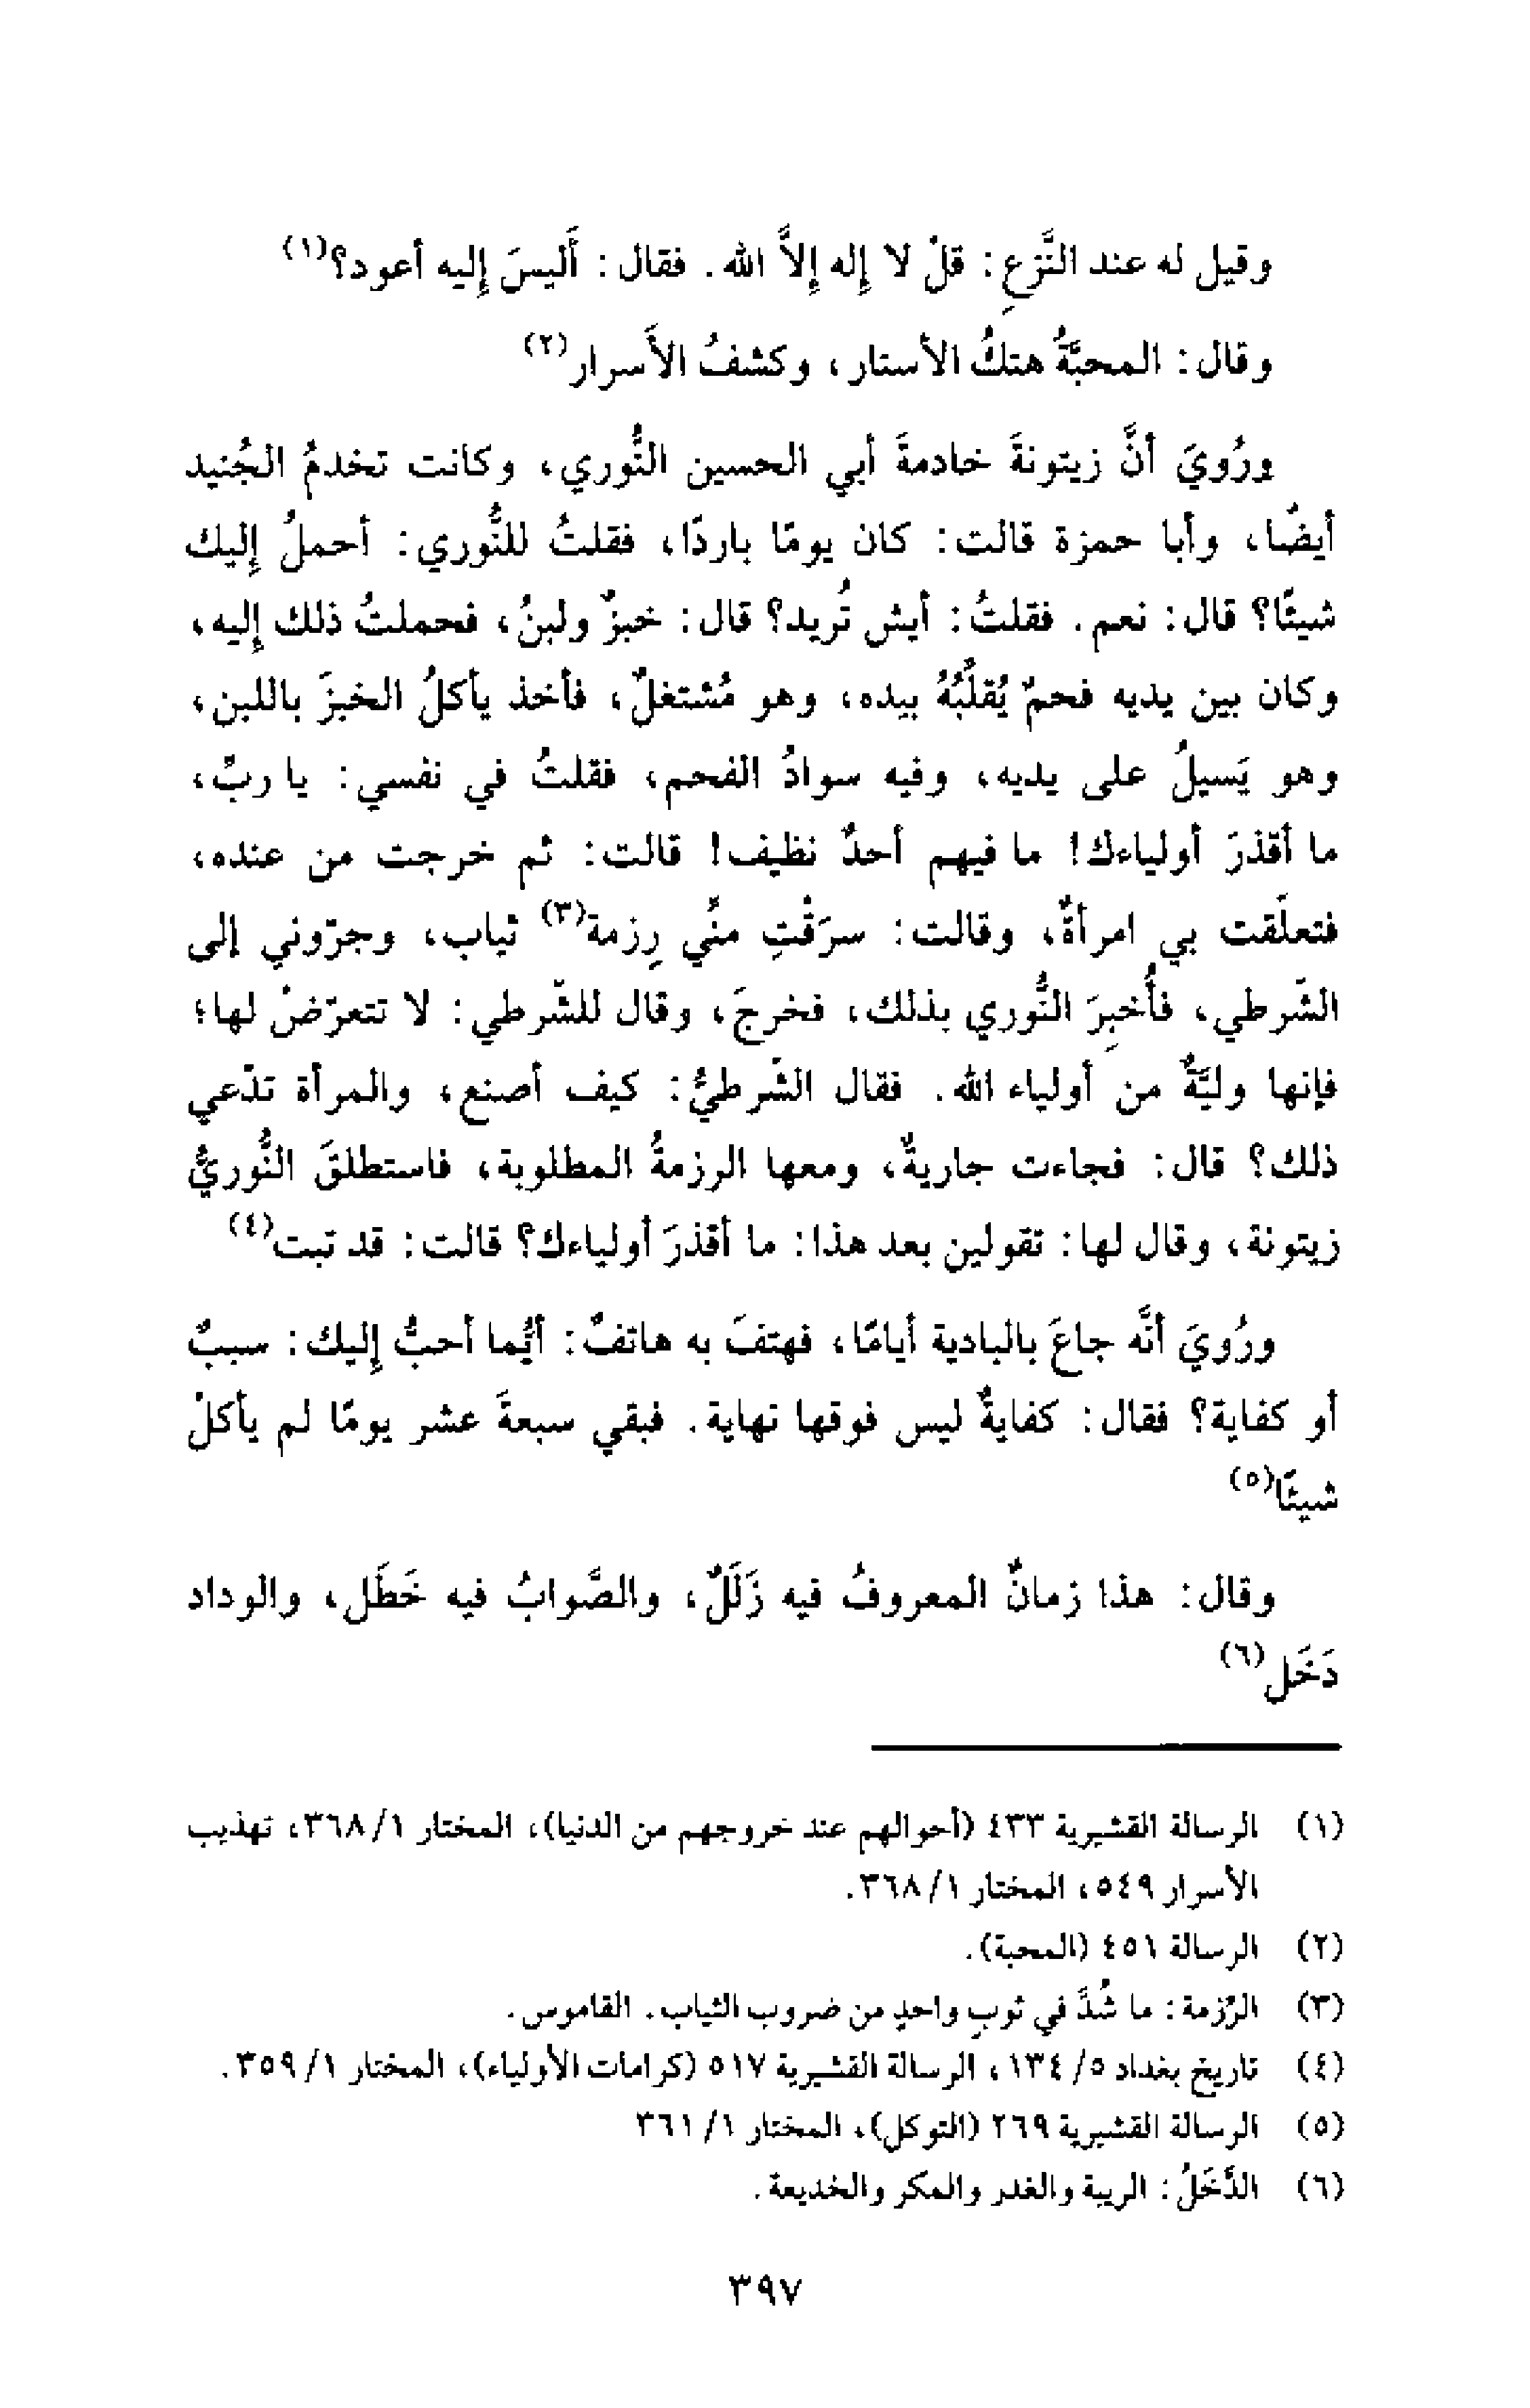 وقيل له عند النَّزعِ : قلْ لا إله إلاَّ الله . فقال : أَليسَ إليه أعود؟(١)
وقال : المحبَّةُ هتكُ الأستار ، وكشفُ الأَسرار(٢)
ورُويَ أنَّ زيتونةَ خادمةَ أبي الحسين النُّوري، وكانت تخدمُ الجُنيد
أيضًا، وأبا حمزة قالت: كان يومًا باردًا، فقلتُ للنُّوري: أحملُ إليك
شيئًا؟ قال: نعم. فقلتُ: أيش تُريد؟ قال: خبزٌ ولبنٌ، فحملتُ ذلك إليه،
وكان بين يديه فحمٌ يُقلّبُهُ بيده، وهو مُشتغلٌ، فأخذ يأكلُ الخبزَ باللبن،
وهو يَسيلُ على يديه، وفيه سوادُ الفحم، فقلتُ في نفسي: يا ربِّ،
ما أقذرَ أولياءك! ما فيهم أحدٌ نظيف! قالت: ثم خرجت من عنده،
فتعلّقت بي امرأةٌ، وقالت: سرَقْتِ منِّي رِزمة(٣) ثياب، وجرّوني إلى
الشّرطي، فأُخبِرَ النُّوري بذلك، فخرجَ، وقال للشّرطي: لا تتعرّضْ لها؛
فإنها وليّةٌ من أولياء الله. فقال الشّرطيُّ: كيف أصنع، والمرأة تدّعي
ذلك؟ قال: فجاءت جاريةٌ، ومعها الرزمةُ المطلوبة، فاستطلقَ النُّوريُّ
زيتونة، وقال لها: تقولين بعد هذا: ما أقذرَ أولياءك؟ قالت: قد تبت(٤)
ورُويَ أنَّه جاعَ بالبادية أيامًا، فهتفَ به هاتفٌ: أيُّما أحبُّ إليك: سببٌ
أو كفاية؟ فقال: كفايةٌ ليس فوقها نهاية. فبقي سبعةَ عشر يومًا لم يأكلْ
شيئًا(٥)
وقال: هذا زمانٌ المعروفُ فيه زَلَلٌ، والصَّوابُ فيه خَطَل، والوداد
دَخَل(٦)
(١) الرسالة القشيرية ٤٣٣ (أحوالهم عند خروجهم من الدنيا)، المختار ١/ ٣٦٨، تهذيب
الأسرار ٥٤٩، المختار ١/ ٣٦٨.
(٢) الرسالة ٤٥١ (المحبة).
(٣) الرّزمة: ما شُدَّ في ثوبٍ واحدٍ من ضروب الثياب. القاموس.
(٤) تاريخ بغداد ٥/ ١٣٤، الرسالة القشيرية ٥١٧ (كرامات الأولياء)، المختار ١/ ٣٥٩.
(٥) الرسالة القشيرية ٢٦٩ (التوكل)، المختار ١/ ٣٦١
(٦) الدَّخَلُ: الريبة والغدر والمكر والخديعة.
٣٩٧